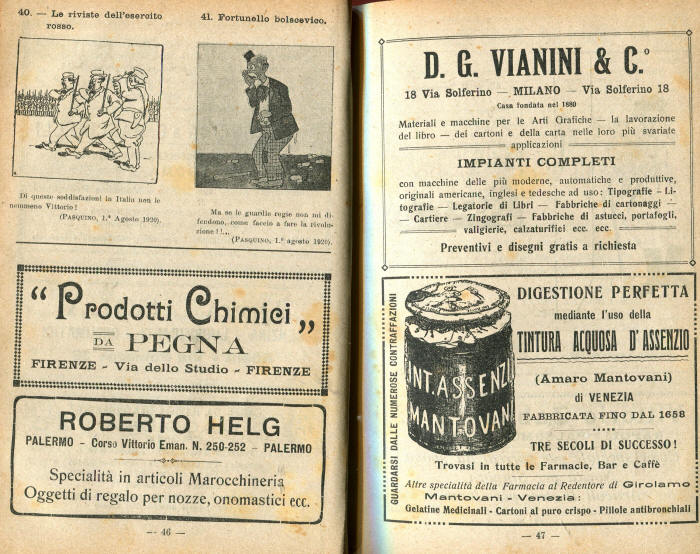 40. — Le riviste dell'esercito
rosso.
41. Fortunello bolscevico.
Di queste soddisfazioni in Italia non le
nemmeno Vittorio !
(PASQUINO, 1.ª Agosto 1920).
Ma se le guardie regie non mi di-
fendono, come faccio a fare la rivolu-
zione ! !...
(PASQUINO, 1.ª agosto 1920).
“ Prodotti Chimici „
DA PEGNA
FIRENZE - Via dello Studio - FIRENZE
ROBERTO HELG
PALERMO - Corso Vittorio Eman. N. 250-252 - PALERMO
Specialità in articoli Marocchineria
Oggetti di regalo per nozze, onomastici ecc.
— 46 —
D. G. VIANINI & C.º
18 Via Solferino — MILANO — Via Solferino 18
Casa fondata nel 1880
Materiali e macchine per le Arti Grafiche — la lavorazione
del libro — dei cartoni e della carta nelle loro più svariate
applicazioni
IMPIANTI COMPLETI
con macchine delle più moderne, automatiche e produttive,
originali americane, inglesi e tedesche ad uso: Tipografie - Li-
tografie — Legatorie di Libri — Fabbriche di cartonaggi —
- Cartiere — Zingografi — Fabbriche di astucci, portafogli,
valigierie, calzaturifici ecc. ecc.
Preventivi e disegni gratis a richiesta
GUARDARSI DALLE NUMEROSE CONTRAFFAZIONI
INT. ASSENZI
MANTOVAN
DIGESTIONE PERFETTA
mediante l'uso della
TINTURA ACQUOSA D'ASSENZIO
(Amaro Mantovani)
di VENEZIA
FABBRICATA FINO DAL 1658
TRE SECOLI DI SUCCESSO !
Trovasi in tutte le Farmacie, Bar e Caffè
Altre specialità della Farmacia al Redentore di Girolamo
Mantovani - Venezia:
Gelatine Medicinali - Cartoni al puro crispo - Pillole antibronchiali
— 47 —